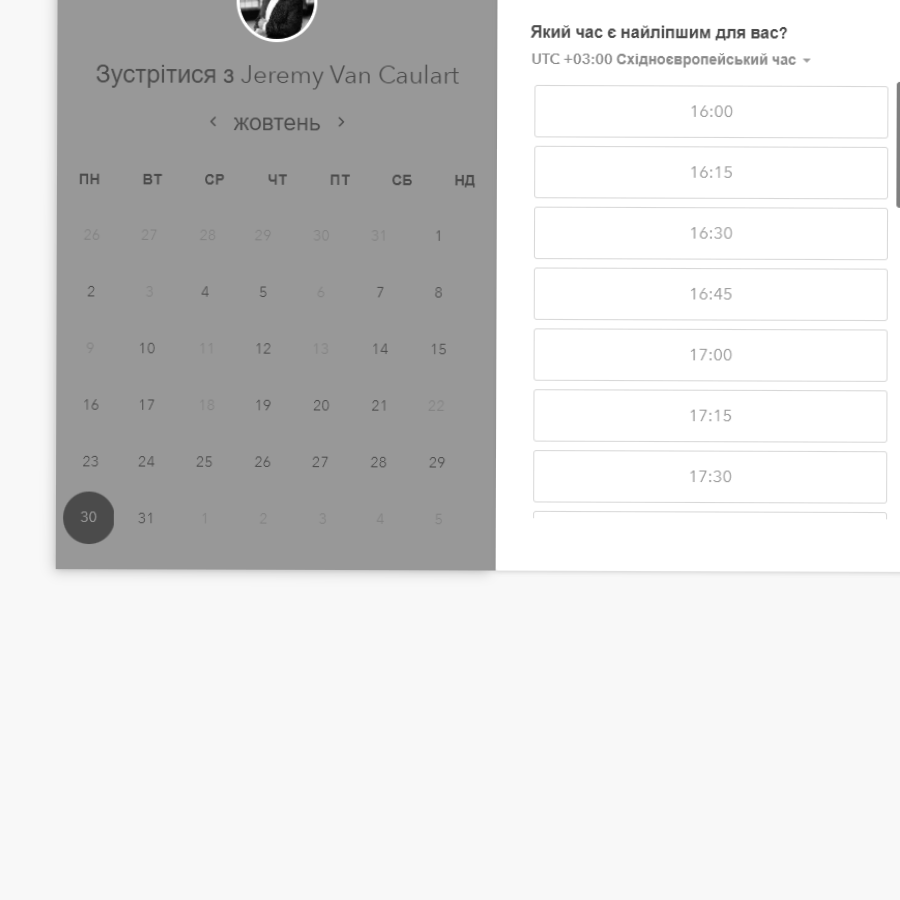 Зустрітися з Jeremy Van Caulart
‹ жовтень ›
ПН ВТ СР ЧТ ПТ СБ НД
26 27 28 29 30 31 1
2 3 4 5 6 7 8
9 10 11 12 13 14 15
16 17 18 19 20 21 22
23 24 25 26 27 28 29
30 31 1 2 3 4 5
Який час є найліпшим для вас?
UTC +03:00 Східноєвропейський час
16:00
16:15
16:30
16:45
17:00
17:15
17:30